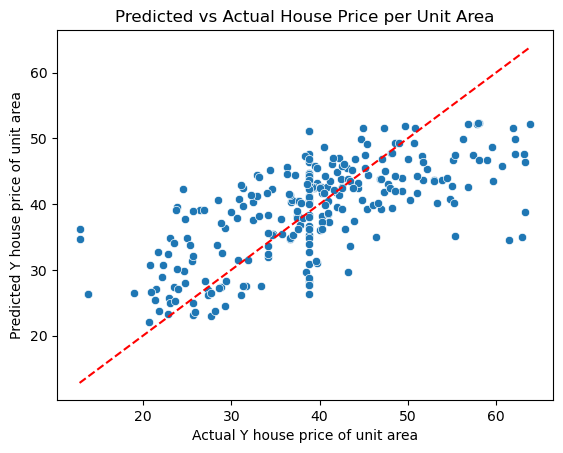 Predicted vs Actual House Price per Unit Area
Predicted Y house price of unit area
60
50
40
30
20
20 30 40 50 60
Actual Y house price of unit area